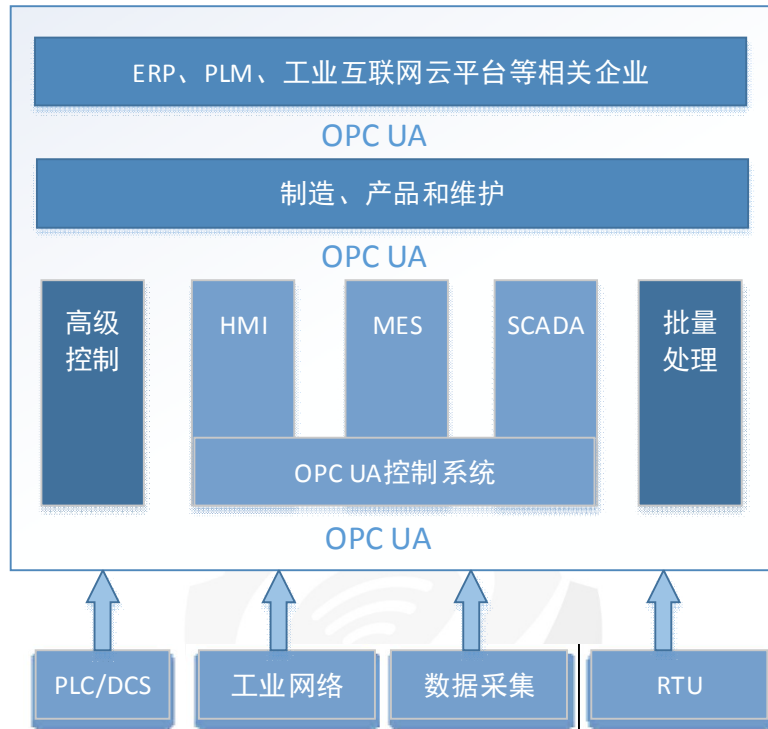 ERP、PLM、工业互联网云平台等相关企业
OPC UA
制造、产品和维护
OPC UA
高级
控制
HMI
MES
SCADA
批量
处理
OPC UA控制系统
OPC UA
PLC/DCS
工业网络
数据采集
RTU